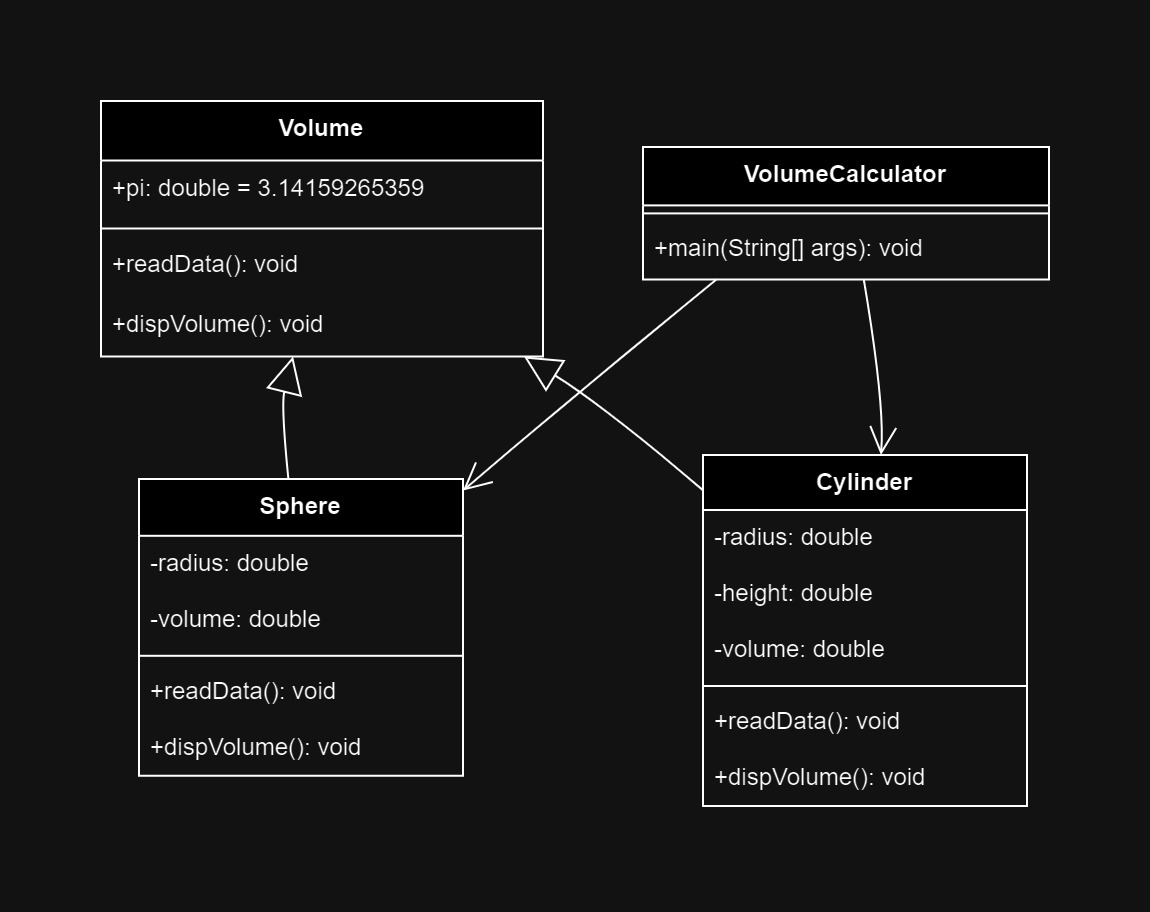 Volume
+pi: double = 3.14159265359
+readData(): void
+dispVolume(): void
VolumeCalculator
+main(String[] args): void
Sphere
-radius: double
-volume: double
+readData(): void
+dispVolume(): void
Cylinder
-radius: double
-height: double
-volume: double
+readData(): void
+dispVolume(): void